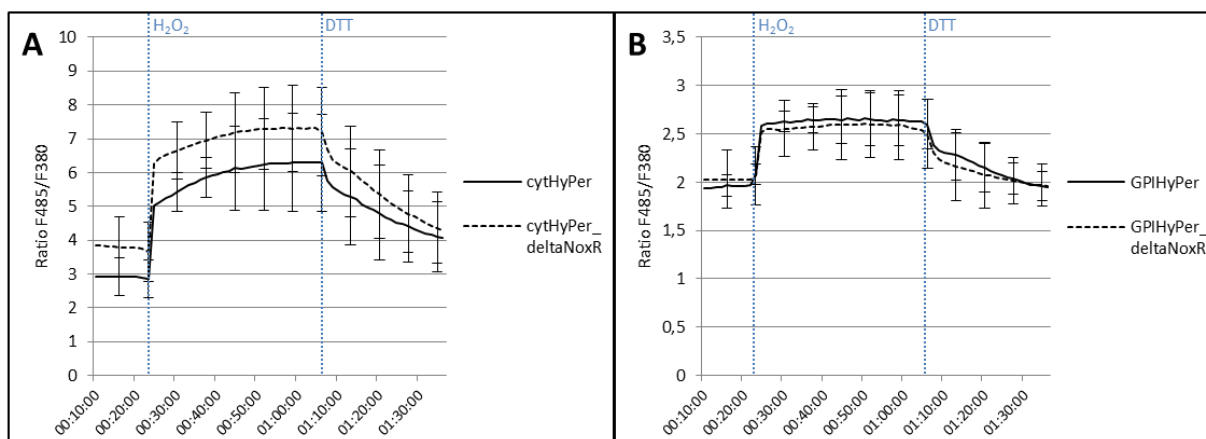 A
H₂O₂
DTT
10
9
8
7
6
5
4
3
2
1
0
Ratio F485/F380
00:10:00
00:20:00
00:30:00
00:40:00
00:50:00
01:00:00
01:10:00
01:20:00
01:30:00
cytHyPer
cytHyPer_
deltaNoxR
B
H₂O₂
DTT
3,5
3
2,5
2
1,5
1
0,5
0
Ratio F485/F380
00:10:00
00:20:00
00:30:00
00:40:00
00:50:00
01:00:00
01:10:00
01:20:00
01:30:00
GPIHyPer
GPIHyPer_
deltaNoxR